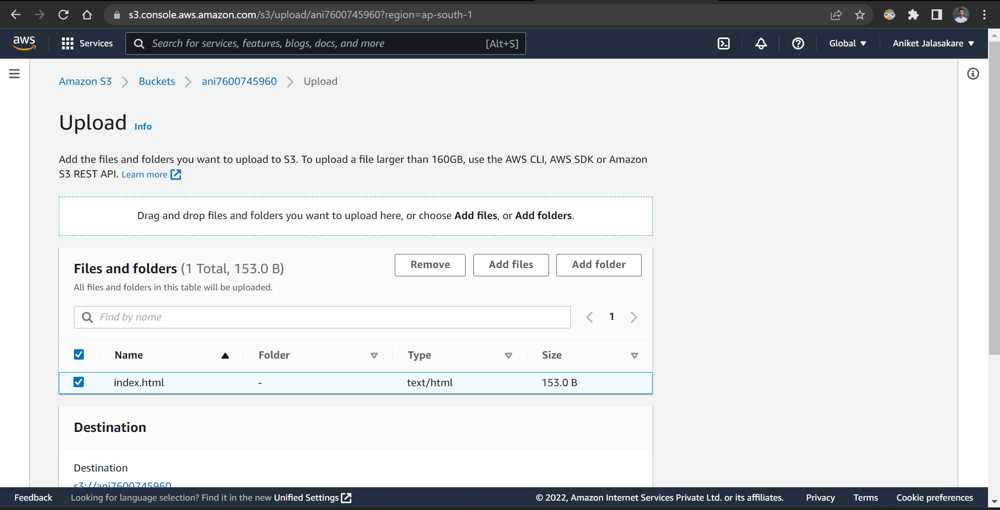 s3.console.aws.amazon.com/s3/upload/ani7600745960?region=ap-south-1
aws Services Search for services, features, blogs, docs, and more [Alt+S] Global ▼ Aniket Jalasakare ▼
Amazon S3 > Buckets > ani7600745960 > Upload
Upload Info
Add the files and folders you want to upload to S3. To upload a file larger than 160GB, use the AWS CLI, AWS SDK or Amazon
S3 REST API. Learn more
Drag and drop files and folders you want to upload here, or choose Add files, or Add folders.
Files and folders (1 Total, 153.0 B) Remove Add files Add folder
All files and folders in this table will be uploaded.
Find by name 1
Name Folder Type Size
index.html - text/html 153.0 B
Destination
Destination
s3://ani7600745960
Feedback Looking for language selection? Find it in the new Unified Settings © 2022, Amazon Internet Services Private Ltd. or its affiliates. Privacy Terms Cookie preferences